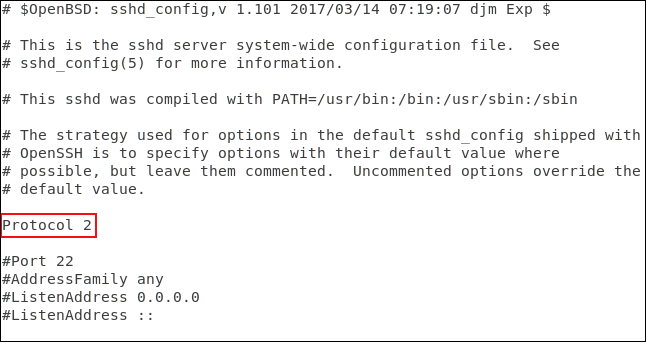 # $OpenBSD: sshd_config,v 1.101 2017/03/14 07:19:07 djm Exp $
# This is the sshd server system-wide configuration file.  See
# sshd_config(5) for more information.
# This sshd was compiled with PATH=/usr/bin:/bin:/usr/sbin:/sbin
# The strategy used for options in the default sshd_config shipped with
# OpenSSH is to specify options with their default value where
# possible, but leave them commented.  Uncommented options override the
# default value.
Protocol 2
#Port 22
#AddressFamily any
#ListenAddress 0.0.0.0
#ListenAddress ::